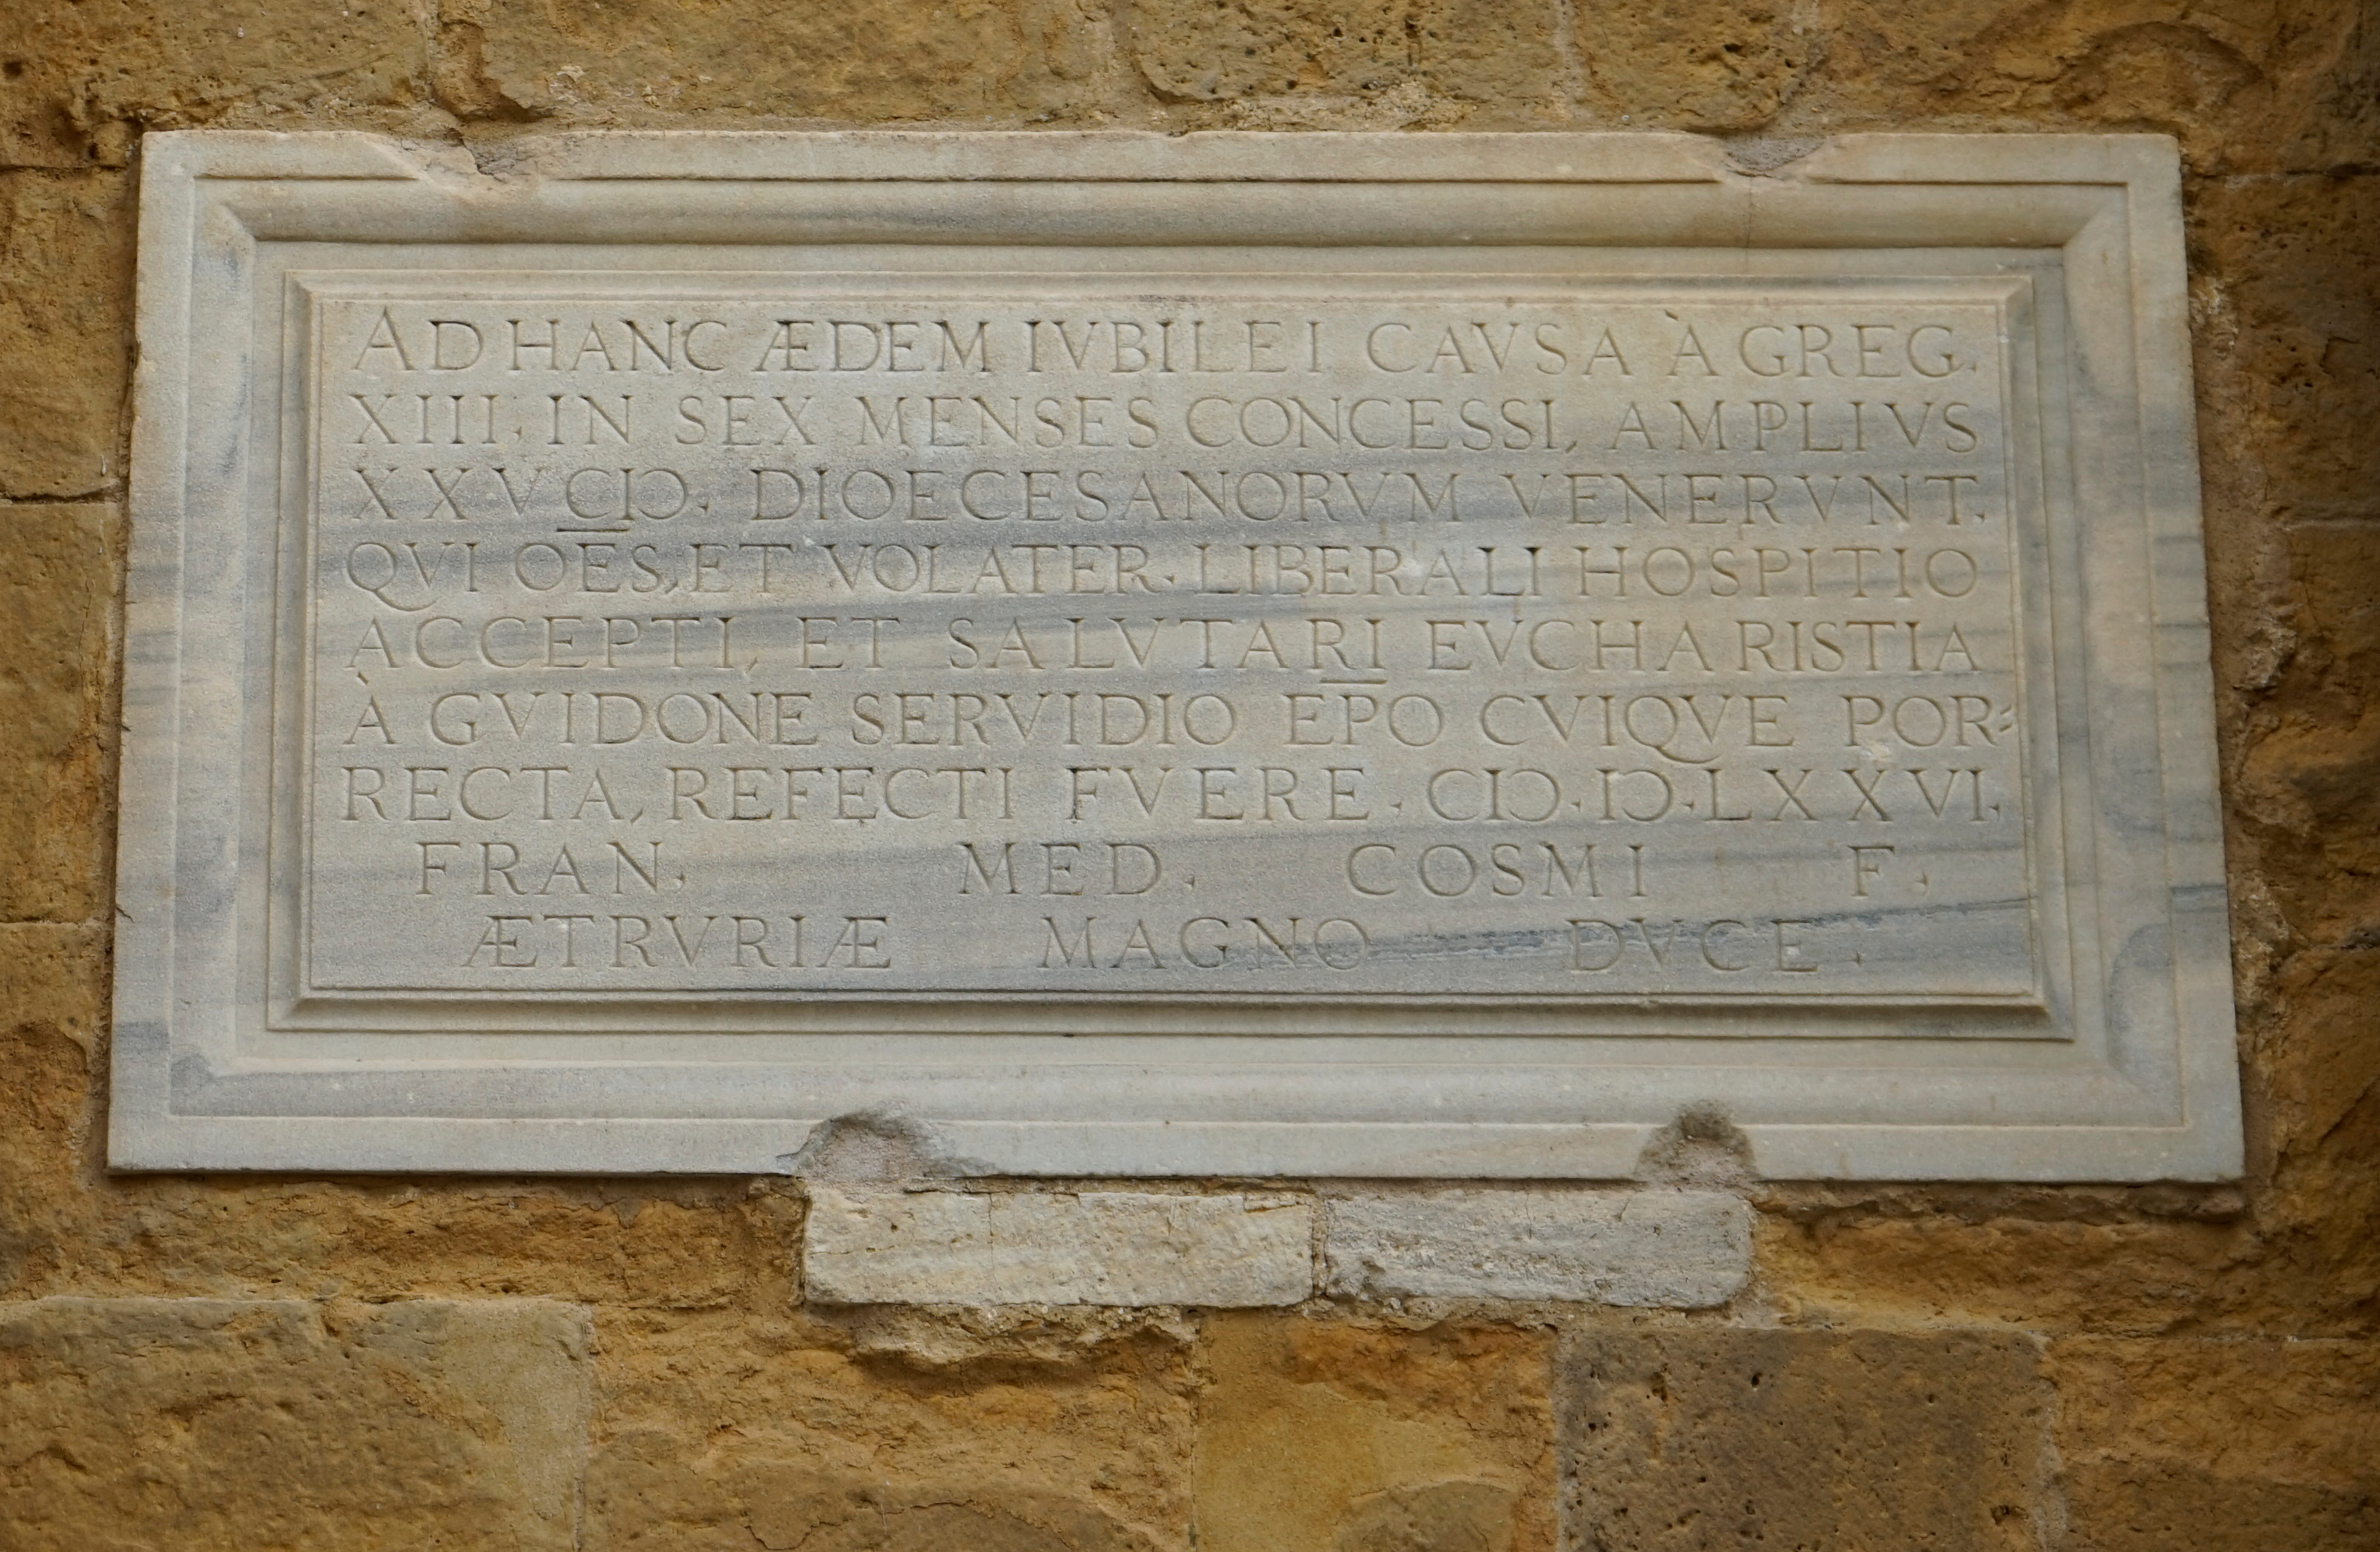 AD HANC ÆDEM IVBILEI CAVSA À GREG.
XIII. IN SEX MENSES CONCESSI, AMPLIVS
XXV CIↃ. DIOECESANORVM VENERVNT.
QVI OE̅S, ET VOLATER. LIBERALI HOSPITIO
ACCEPTI, ET SALVTARI EVCHARISTIA
À GVIDONE SERVIDIO EP̅O CVIQVE POR⸗
RECTA, REFECTI FVERE. CIↃ.IↃ.LXXVI.
FRAN. MED. COSMI F.
ÆTRVRIÆ MAGNO DVCE.